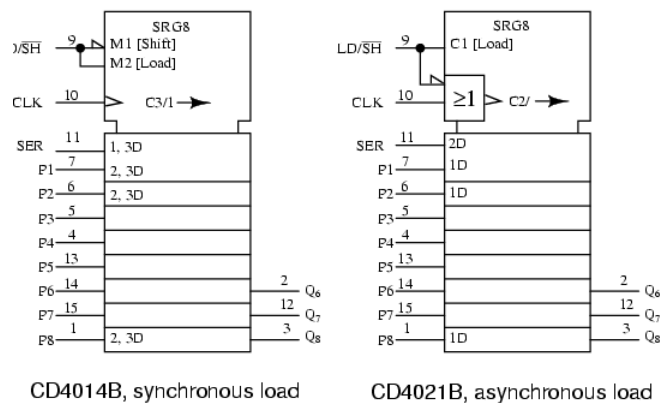 SRG8
D/SH
9
M1 [Shift]
M2 [Load]
CLK
10
C3/1
SER
11
1, 3D
P1
7
2, 3D
P2
6
2, 3D
P3
5
P4
4
P5
13
P6
14
2
Q6
P7
15
12
Q7
P8
1
2, 3D
3
Q8
CD4014B, synchronous load
SRG8
LD/SH
9
C1 [Load]
CLK
10
≥1
C2/
SER
11
2D
P1
7
1D
P2
6
1D
P3
5
P4
4
P5
13
P6
14
2
Q6
P7
15
12
Q7
P8
1
1D
3
Q8
CD4021B, asynchronous load